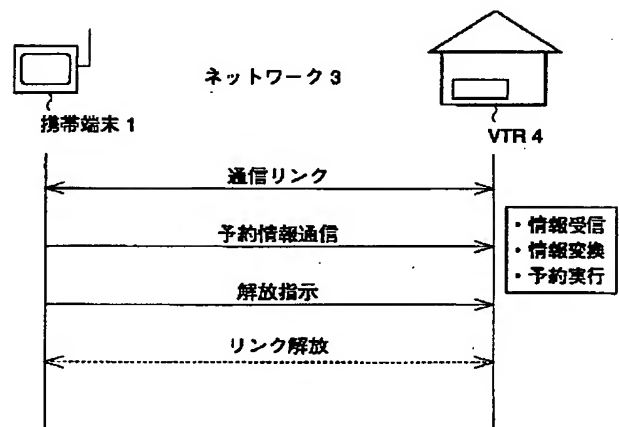 ネットワーク 3
携帯端末 1
VTR 4
通信リンク
予約情報通信
・情報受信
・情報変換
・予約実行
解放指示
リンク解放